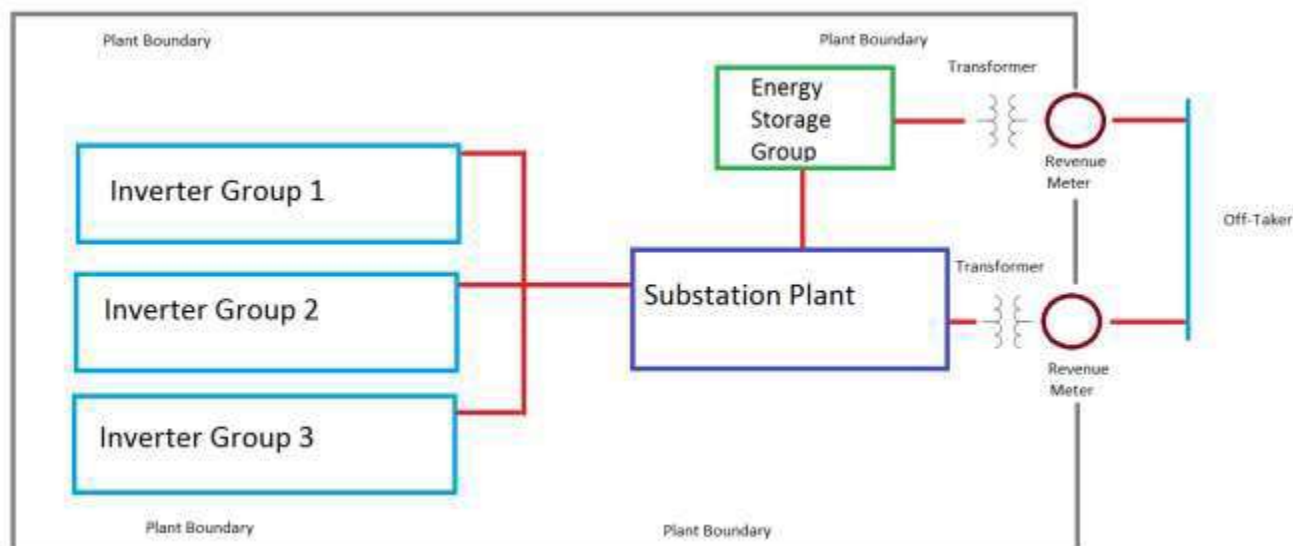 Plant Boundary
Plant Boundary
Transformer
Energy
Storage
Group
Revenue
Meter
Inverter Group 1
Off-Taker
Transformer
Inverter Group 2
Substation Plant
Revenue
Meter
Inverter Group 3
Plant Boundary
Plant Boundary